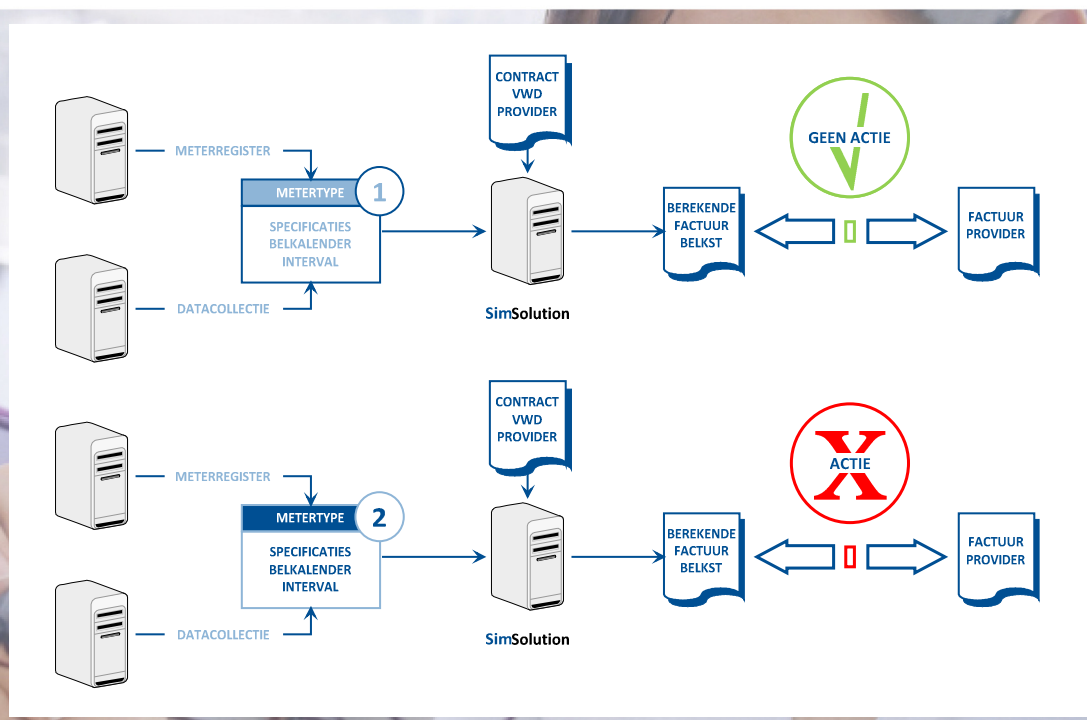 CONTRACT
VWD
PROVIDER
GEEN ACTIE
METERREGISTER
METERTYPE
1
SPECIFICATIES
BELKALENDER
INTERVAL
BEREKENDE
FACTUUR
BELKST
FACTUUR
PROVIDER
DATACOLLECTIE
SimSolution
CONTRACT
VWD
PROVIDER
X
ACTIE
METERREGISTER
METERTYPE
2
SPECIFICATIES
BELKALENDER
INTERVAL
BEREKENDE
FACTUUR
BELKST
FACTUUR
PROVIDER
DATACOLLECTIE
SimSolution